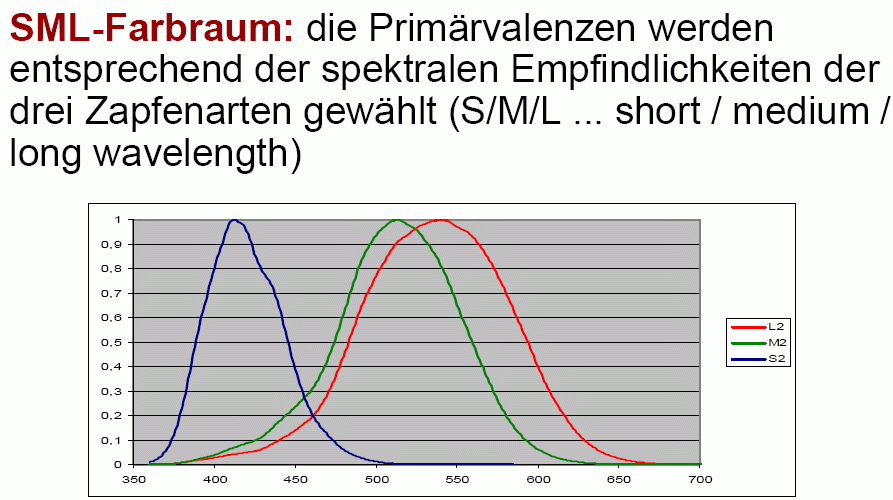 SML-Farbraum: die Primärvalenzen werden
entsprechend der spektralen Empfindlichkeiten der
drei Zapfenarten gewählt (S/M/L ... short / medium /
long wavelength)
1
0,9
0,8
0,7
0,6
0,5
0,4
0,3
0,2
0,1
0
350 400 450 500 550 600 650 700
L2
M2
S2